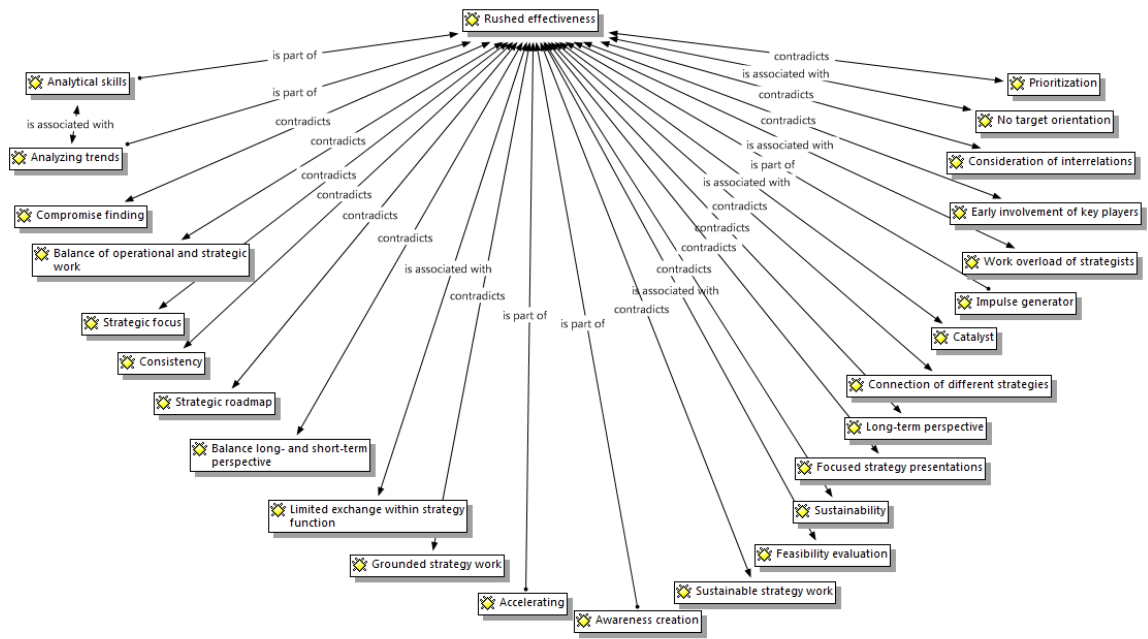 Rushed effectiveness
is part of
contradicts
Analytical skills
is associated with
Prioritization
is part of
contradicts
is associated with
No target orientation
Analyzing trends
contradicts
contradicts
is associated with
Consideration of interrelations
contradicts
contradicts
is part of
contradicts
is associated with
Compromise finding
contradicts
contradicts
Early involvement of key players
contradicts
contradicts
Balance of operational and strategic
work
contradicts
Work overload of strategists
is associated with
contradicts
contradicts
is associated with
Impulse generator
contradicts
Strategic focus
is part of
is part of
Catalyst
Consistency
Connection of different strategies
Strategic roadmap
Long-term perspective
Balance long- and short-term
perspective
Focused strategy presentations
Limited exchange within strategy
function
Sustainability
Grounded strategy work
Feasibility evaluation
Sustainable strategy work
Accelerating
Awareness creation